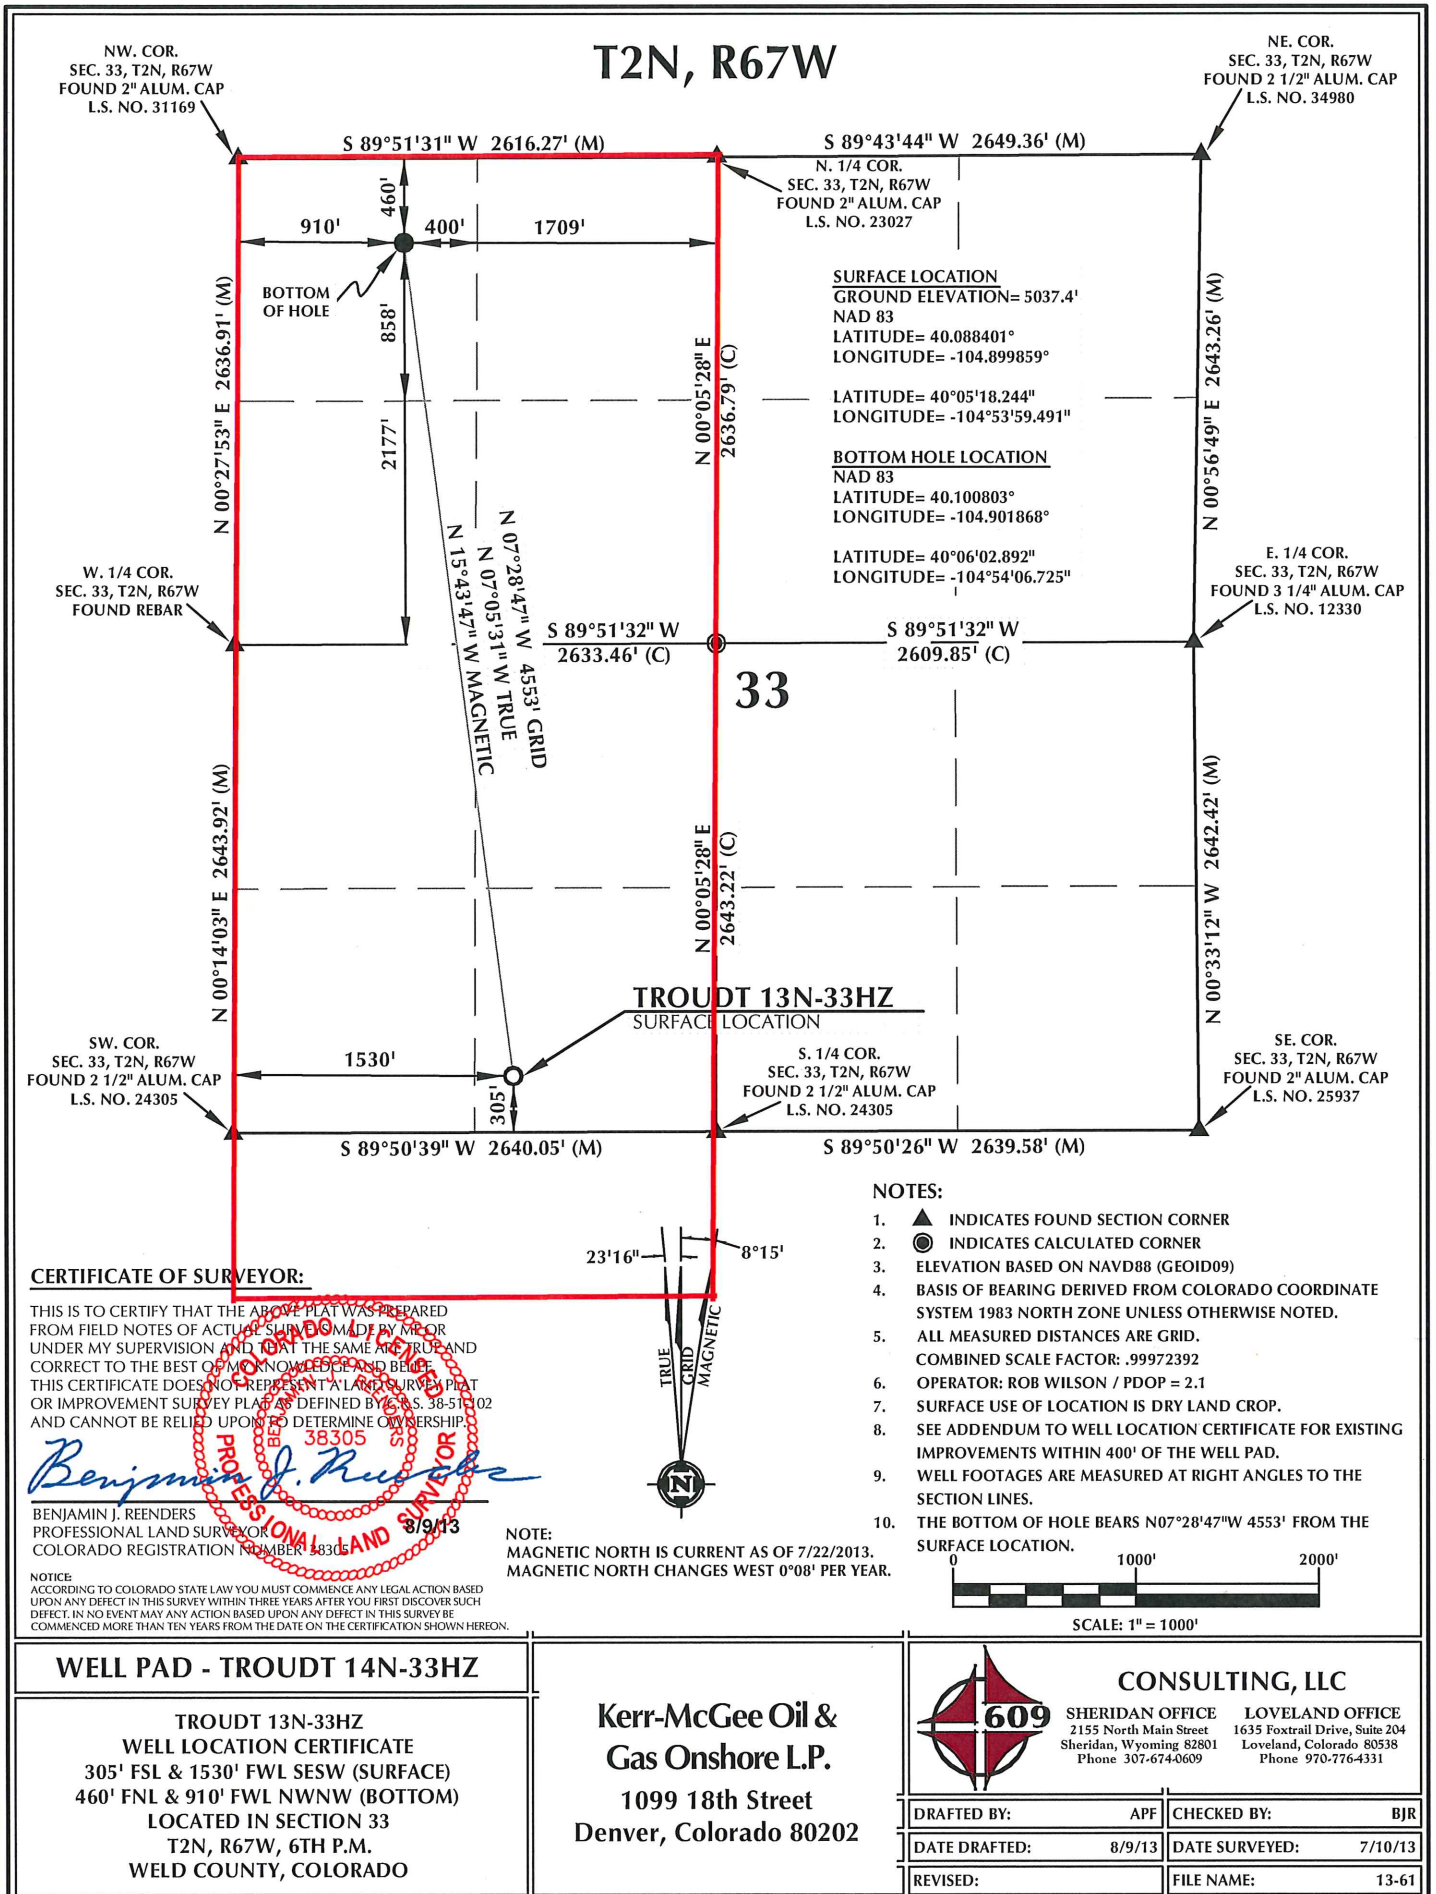 T2N, R67W
NW. COR.
SEC. 33, T2N, R67W
FOUND 2" ALUM. CAP
L.S. NO. 31169
NE. COR.
SEC. 33, T2N, R67W
FOUND 2 1/2" ALUM. CAP
L.S. NO. 34980
S 89°51'31" W 2616.27' (M)
S 89°43'44" W 2649.36' (M)
N. 1/4 COR.
SEC. 33, T2N, R67W
FOUND 2" ALUM. CAP
L.S. NO. 23027
460'
910'
400'
1709'
BOTTOM
OF HOLE
858'
2177'
N 00°27'53" E 2636.91' (M)
N 00°05'28" E
2636.79' (C)
N 00°56'49" E 2643.26' (M)
SURFACE LOCATION
GROUND ELEVATION= 5037.4'
NAD 83
LATITUDE= 40.088401°
LONGITUDE= -104.899859°
LATITUDE= 40°05'18.244"
LONGITUDE= -104°53'59.491"
BOTTOM HOLE LOCATION
NAD 83
LATITUDE= 40.100803°
LONGITUDE= -104.901868°
LATITUDE= 40°06'02.892"
LONGITUDE= -104°54'06.725"
N 07°28'47" W 4553' GRID
N 07°05'31" W TRUE
N 15°43'47" W MAGNETIC
W. 1/4 COR.
SEC. 33, T2N, R67W
FOUND REBAR
E. 1/4 COR.
SEC. 33, T2N, R67W
FOUND 3 1/4" ALUM. CAP
L.S. NO. 12330
S 89°51'32" W
2633.46' (C)
S 89°51'32" W
2609.85' (C)
33
N 00°14'03" E 2643.92' (M)
N 00°05'28" E
2643.22' (C)
N 00°33'12" W 2642.42' (M)
TROUDT 13N-33HZ
SURFACE LOCATION
SW. COR.
SEC. 33, T2N, R67W
FOUND 2 1/2" ALUM. CAP
L.S. NO. 24305
1530'
305'
S. 1/4 COR.
SEC. 33, T2N, R67W
FOUND 2 1/2" ALUM. CAP
L.S. NO. 24305
SE. COR.
SEC. 33, T2N, R67W
FOUND 2" ALUM. CAP
L.S. NO. 25937
S 89°50'39" W 2640.05' (M)
S 89°50'26" W 2639.58' (M)
23'16"
8°15'
TRUE
GRID
MAGNETIC
N
NOTES:
1. INDICATES FOUND SECTION CORNER
2. INDICATES CALCULATED CORNER
3. ELEVATION BASED ON NAVD88 (GEOID09)
4. BASIS OF BEARING DERIVED FROM COLORADO COORDINATE
SYSTEM 1983 NORTH ZONE UNLESS OTHERWISE NOTED.
5. ALL MEASURED DISTANCES ARE GRID.
COMBINED SCALE FACTOR: .99972392
6. OPERATOR: ROB WILSON / PDOP = 2.1
7. SURFACE USE OF LOCATION IS DRY LAND CROP.
8. SEE ADDENDUM TO WELL LOCATION CERTIFICATE FOR EXISTING
IMPROVEMENTS WITHIN 400' OF THE WELL PAD.
9. WELL FOOTAGES ARE MEASURED AT RIGHT ANGLES TO THE
SECTION LINES.
10. THE BOTTOM OF HOLE BEARS N07°28'47"W 4553' FROM THE
SURFACE LOCATION.
0 1000' 2000'
SCALE: 1" = 1000'
CERTIFICATE OF SURVEYOR:
THIS IS TO CERTIFY THAT THE ABOVE PLAT WAS PREPARED
FROM FIELD NOTES OF ACTUAL SURVEYS MADE BY ME OR
UNDER MY SUPERVISION AND THAT THE SAME ARE TRUE AND
CORRECT TO THE BEST OF MY KNOWLEDGE AND BELIEF.
THIS CERTIFICATE DOES NOT REPRESENT A LAND SURVEY PLAT
OR IMPROVEMENT SURVEY PLAT AS DEFINED BY C.R.S. 38-51-102
AND CANNOT BE RELIED UPON TO DETERMINE OWNERSHIP.
COLORADO LICENSED
BENJAMIN J. REENDERS
38305
PROFESSIONAL LAND SURVEYOR
Benjamin J. Reenders
8/9/13
BENJAMIN J. REENDERS
PROFESSIONAL LAND SURVEYOR
COLORADO REGISTRATION NUMBER 38305
NOTICE:
ACCORDING TO COLORADO STATE LAW YOU MUST COMMENCE ANY LEGAL ACTION BASED
UPON ANY DEFECT IN THIS SURVEY WITHIN THREE YEARS AFTER YOU FIRST DISCOVER SUCH
DEFECT. IN NO EVENT MAY ANY ACTION BASED UPON ANY DEFECT IN THIS SURVEY BE
COMMENCED MORE THAN TEN YEARS FROM THE DATE ON THE CERTIFICATION SHOWN HEREON.
NOTE:
MAGNETIC NORTH IS CURRENT AS OF 7/22/2013.
MAGNETIC NORTH CHANGES WEST 0°08' PER YEAR.
WELL PAD - TROUDT 14N-33HZ
TROUDT 13N-33HZ
WELL LOCATION CERTIFICATE
305' FSL & 1530' FWL SESW (SURFACE)
460' FNL & 910' FWL NWNW (BOTTOM)
LOCATED IN SECTION 33
T2N, R67W, 6TH P.M.
WELD COUNTY, COLORADO
Kerr-McGee Oil &
Gas Onshore L.P.
1099 18th Street
Denver, Colorado 80202
609
CONSULTING, LLC
SHERIDAN OFFICE
2155 North Main Street
Sheridan, Wyoming 82801
Phone 307-674-0609
LOVELAND OFFICE
1635 Foxtrail Drive, Suite 204
Loveland, Colorado 80538
Phone 970-776-4331
DRAFTED BY: APF
CHECKED BY: BJR
DATE DRAFTED: 8/9/13
DATE SURVEYED: 7/10/13
REVISED:
FILE NAME: 13-61